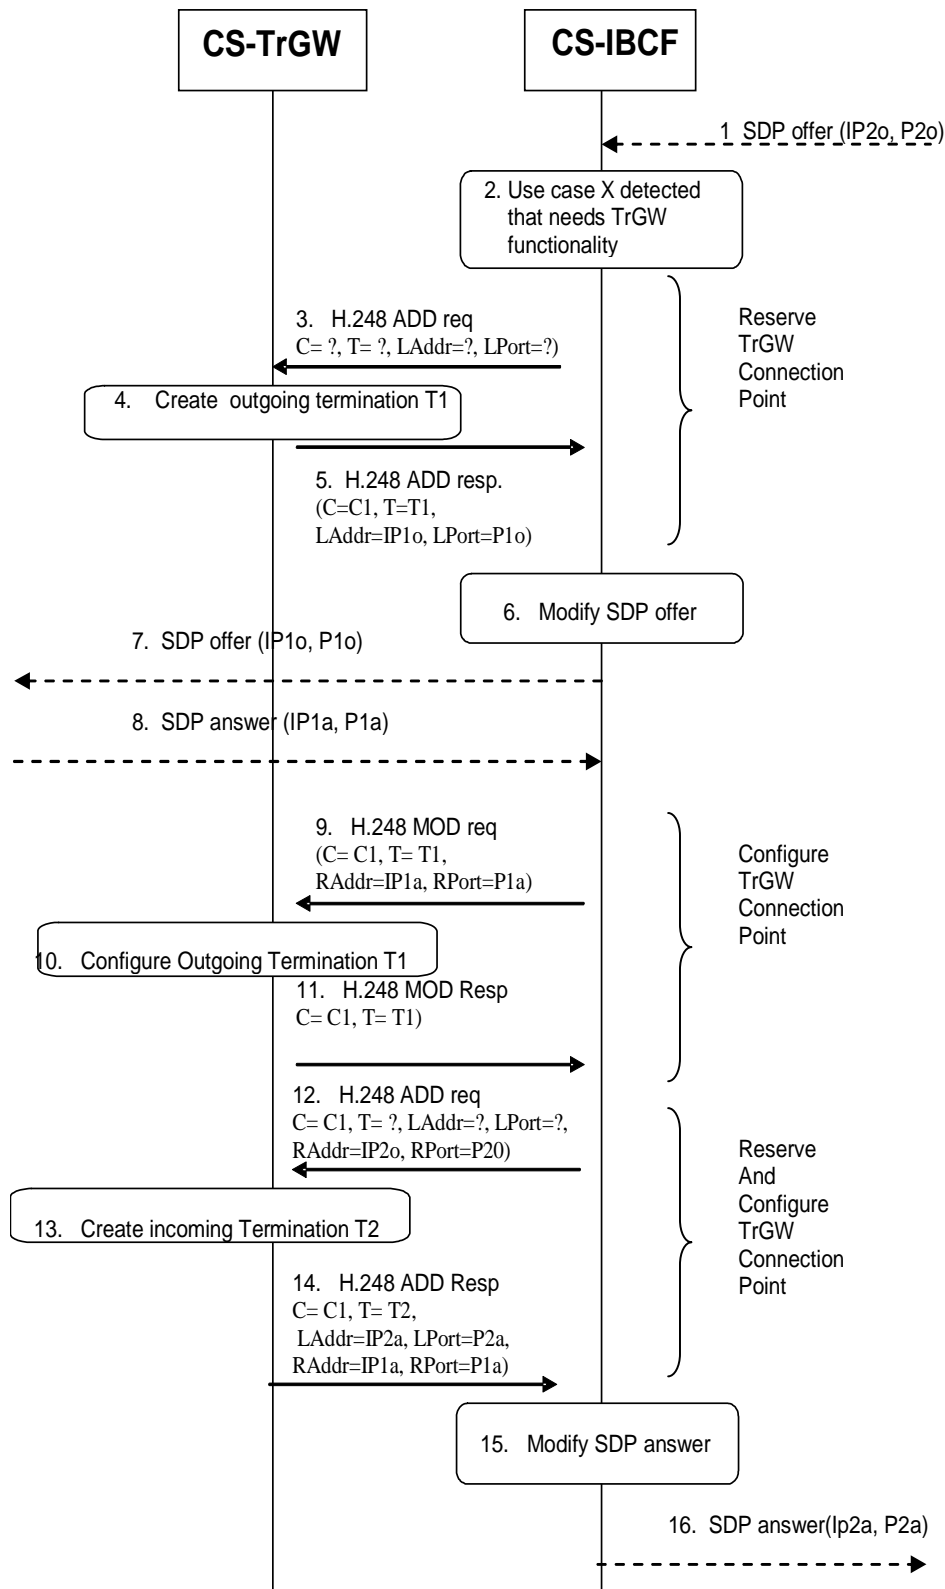 CS-TrGW
CS-IBCF
1 SDP offer (IP2o, P2o)
2. Use case X detected
that needs TrGW
functionality
3. H.248 ADD req
C= ?, T= ?, LAddr=?, LPort=?)
Reserve
TrGW
Connection
Point
4. Create outgoing termination T1
5. H.248 ADD resp.
(C=C1, T=T1,
LAddr=IP1o, LPort=P1o)
6. Modify SDP offer
7. SDP offer (IP1o, P1o)
8. SDP answer (IP1a, P1a)
9. H.248 MOD req
(C= C1, T= T1,
RAddr=IP1a, RPort=P1a)
Configure
TrGW
Connection
Point
10. Configure Outgoing Termination T1
11. H.248 MOD Resp
C= C1, T= T1)
12. H.248 ADD req
C= C1, T= ?, LAddr=?, LPort=?,
RAddr=IP2o, RPort=P20)
Reserve
And
Configure
TrGW
Connection
Point
13. Create incoming Termination T2
14. H.248 ADD Resp
C= C1, T= T2,
LAddr=IP2a, LPort=P2a,
RAddr=IP1a, RPort=P1a)
15. Modify SDP answer
16. SDP answer(Ip2a, P2a)